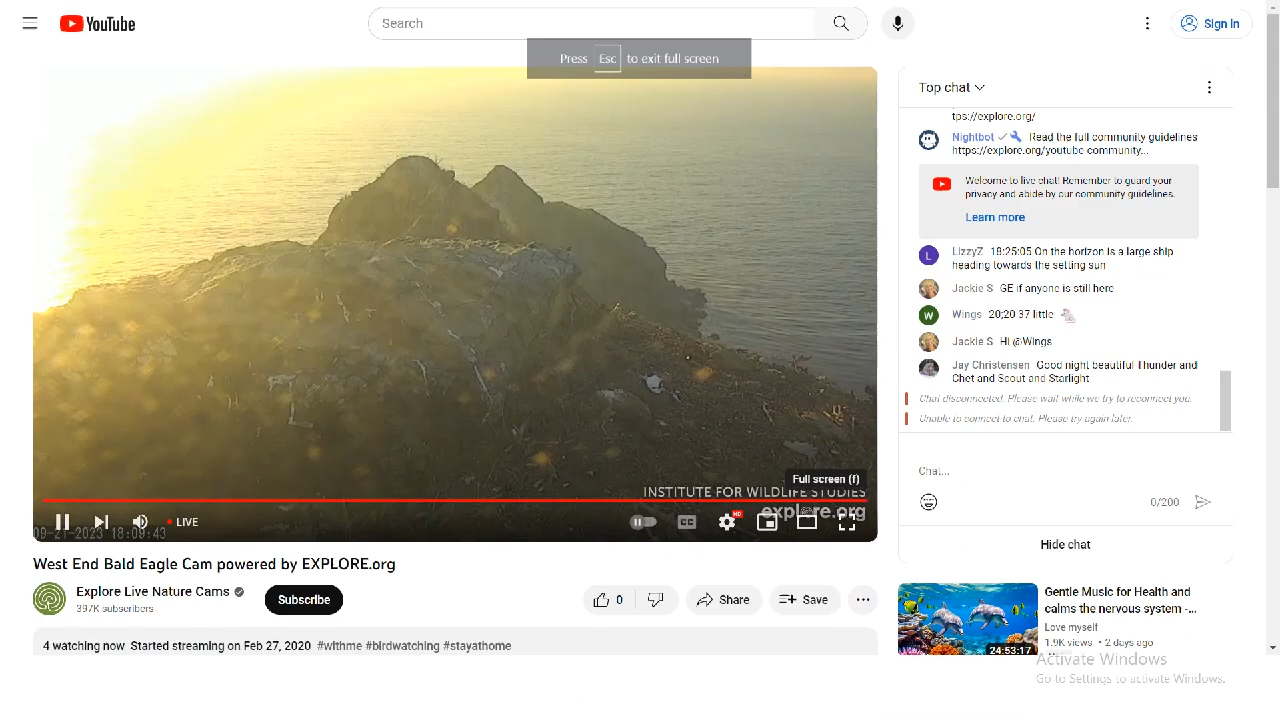 YouTube
Search
Sign in
Press Esc to exit full screen
Top chat
tps://explore.org/
Nightbot Read the full community guidelines
https://explore.org/youtube-community...
Welcome to live chat! Remember to guard your
privacy and abide by our community guidelines.
Learn more
L LizzyZ 18:25:05 On the horizon is a large ship
heading towards the setting sun
Jackie S GE if anyone is still here
W Wings 20;20 37 little
Jackie S Hi @Wings
Jay Christensen Good night beautiful Thunder and
Chet and Scout and Starlight
Chat disconnected. Please wait while we try to reconnect you.
Unable to connect to chat. Please try again later.
Chat...
0/200
Hide chat
Full screen (f)
INSTITUTE FOR WILDLIFE STUDIES
explore.org
LIVE
CC
HD
09-21-2023 18:09:43
West End Bald Eagle Cam powered by EXPLORE.org
Explore Live Nature Cams
397K subscribers
Subscribe
0
Share
Save
4 watching now Started streaming on Feb 27, 2020 #withme #birdwatching #stayathome
Gentle Music for Health and
calms the nervous system -...
Love myself
1.9K views • 2 days ago
24:53:17
Activate Windows
Go to Settings to activate Windows.